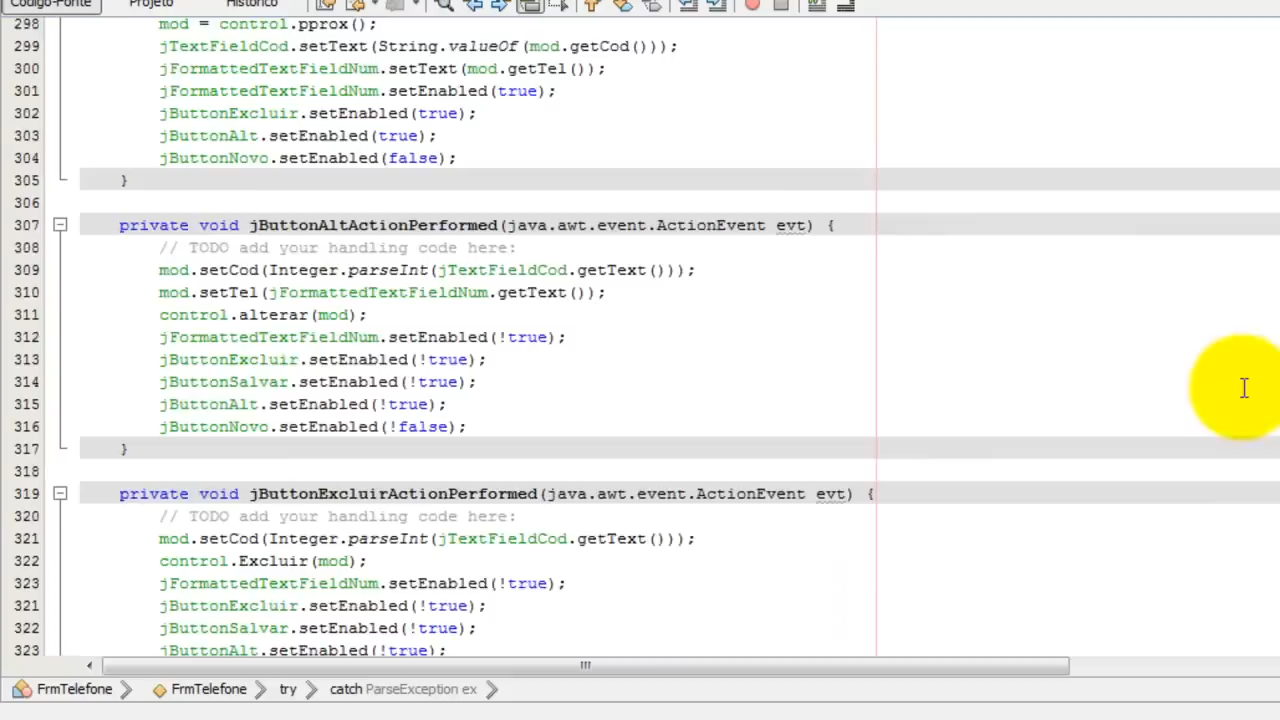 Código-Fonte Projeto Histórico
298 mod = control.pprox();
299 jTextFieldCod.setText(String.valueOf(mod.getCod()));
300 jFormattedTextFieldNum.setText(mod.getTel());
301 jFormattedTextFieldNum.setEnabled(true);
302 jButtonExcluir.setEnabled(true);
303 jButtonAlt.setEnabled(true);
304 jButtonNovo.setEnabled(false);
305 }
306
307 private void jButtonAltActionPerformed(java.awt.event.ActionEvent evt) {
308 // TODO add your handling code here:
309 mod.setCod(Integer.parseInt(jTextFieldCod.getText()));
310 mod.setTel(jFormattedTextFieldNum.getText());
311 control.alterar(mod);
312 jFormattedTextFieldNum.setEnabled(!true);
313 jButtonExcluir.setEnabled(!true);
314 jButtonSalvar.setEnabled(!true);
315 jButtonAlt.setEnabled(!true);
316 jButtonNovo.setEnabled(!false);
317 }
318
319 private void jButtonExcluirActionPerformed(java.awt.event.ActionEvent evt) {
320 // TODO add your handling code here:
321 mod.setCod(Integer.parseInt(jTextFieldCod.getText()));
322 control.Excluir(mod);
323 jFormattedTextFieldNum.setEnabled(!true);
321 jButtonExcluir.setEnabled(!true);
322 jButtonSalvar.setEnabled(!true);
323 jButtonAlt.setEnabled(!true);
FrmTelefone FrmTelefone try catch ParseException ex